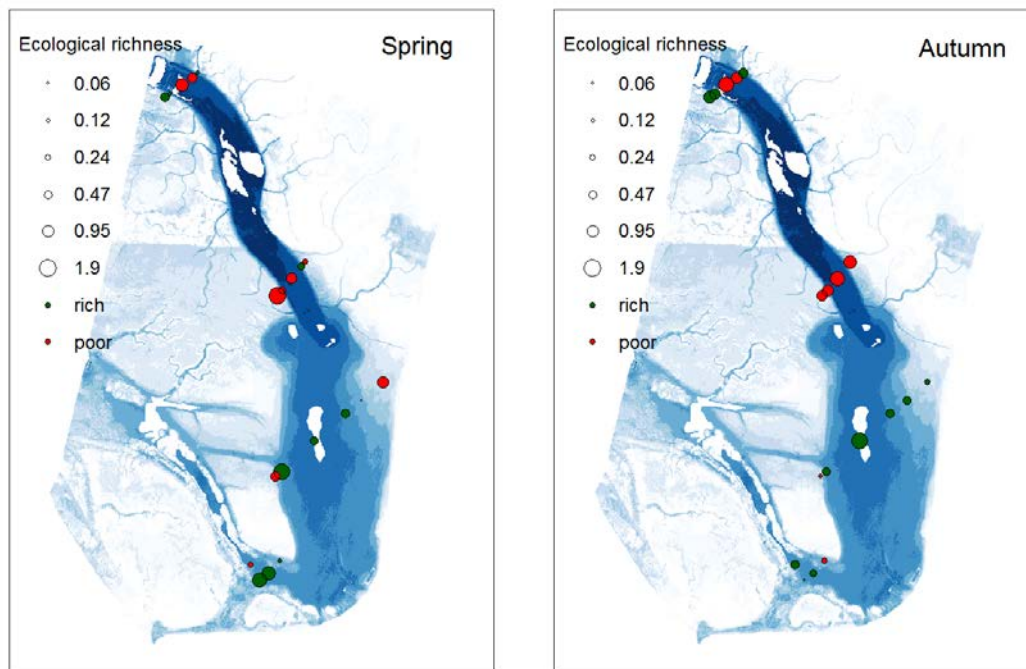 Ecological richness
Spring
0.06
0.12
0.24
0.47
0.95
1.9
rich
poor
Ecological richness
Autumn
0.06
0.12
0.24
0.47
0.95
1.9
rich
poor